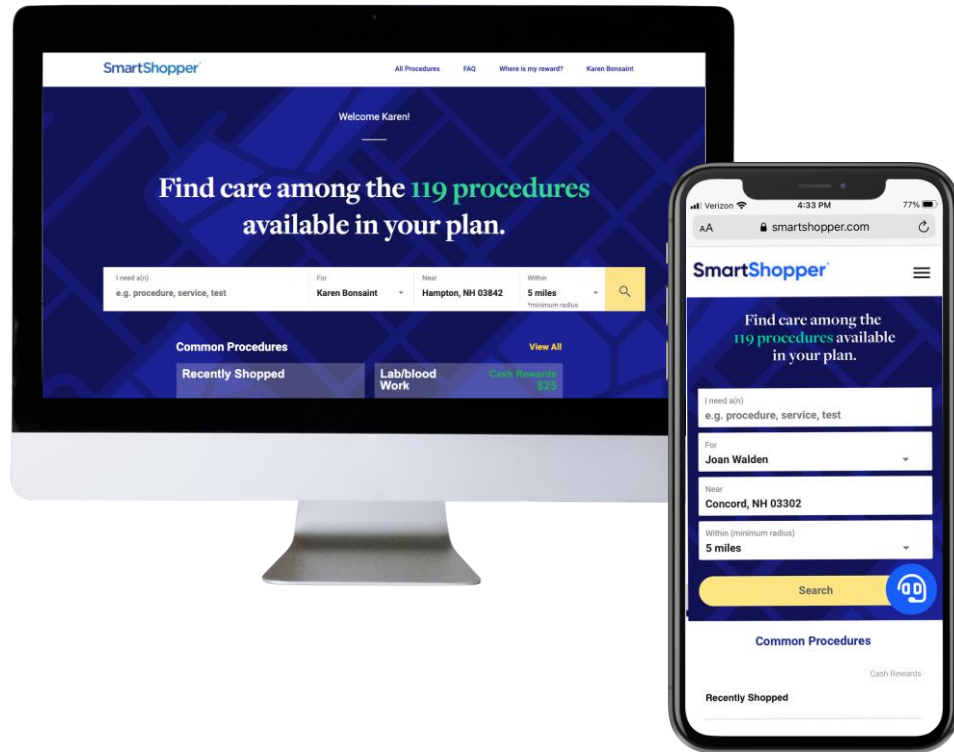 SmartShopper
All Procedures FAQ Where is my reward? Karen Bonsaint
Welcome Karen!
Find care among the 119 procedures
available in your plan.
I need a(n) For Near Within
e.g. procedure, service, test Karen Bonsaint Hampton, NH 03842 5 miles
*minimum radius
Common Procedures View All
Recently Shopped Lab/blood Cash Rewards
Work $25
Verizon 4:33 PM 77%
AA smartshopper.com
SmartShopper
Find care among the
119 procedures available
in your plan.
I need a(n)
e.g. procedure, service, test
For
Joan Walden
Near
Concord, NH 03302
Within (minimum radius)
5 miles
Search
Common Procedures
Cash Rewards
Recently Shopped